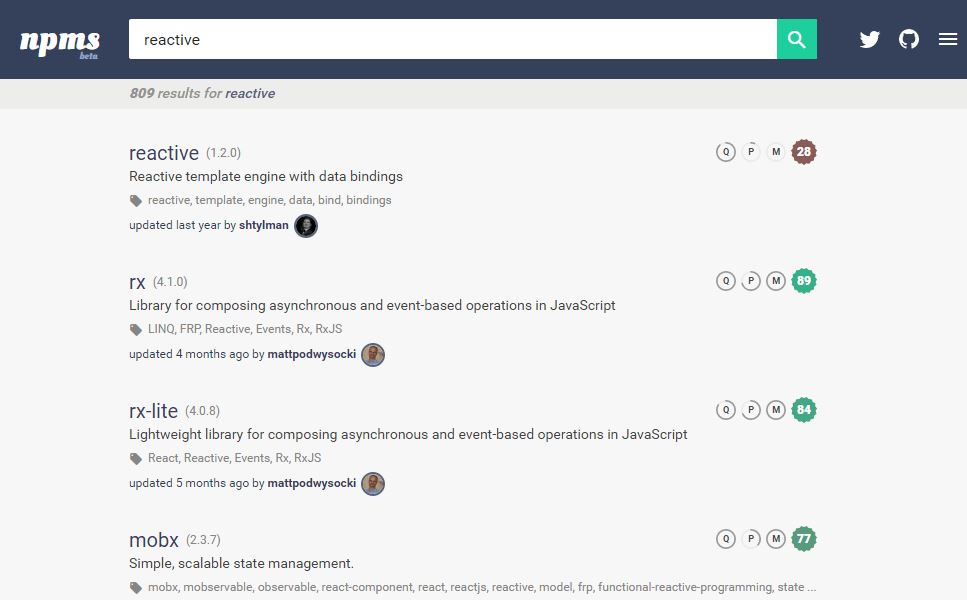 npms
beta
reactive
809 results for reactive
reactive (1.2.0) Q P M 28
Reactive template engine with data bindings
reactive, template, engine, data, bind, bindings
updated last year by shtylman
rx (4.1.0) Q P M 89
Library for composing asynchronous and event-based operations in JavaScript
LINQ, FRP, Reactive, Events, Rx, RxJS
updated 4 months ago by mattpodwysocki
rx-lite (4.0.8) Q P M 84
Lightweight library for composing asynchronous and event-based operations in JavaScript
React, Reactive, Events, Rx, RxJS
updated 5 months ago by mattpodwysocki
mobx (2.3.7) Q P M 77
Simple, scalable state management.
mobx, mobservable, observable, react-component, react, reactjs, reactive, model, frp, functional-reactive-programming, state ...